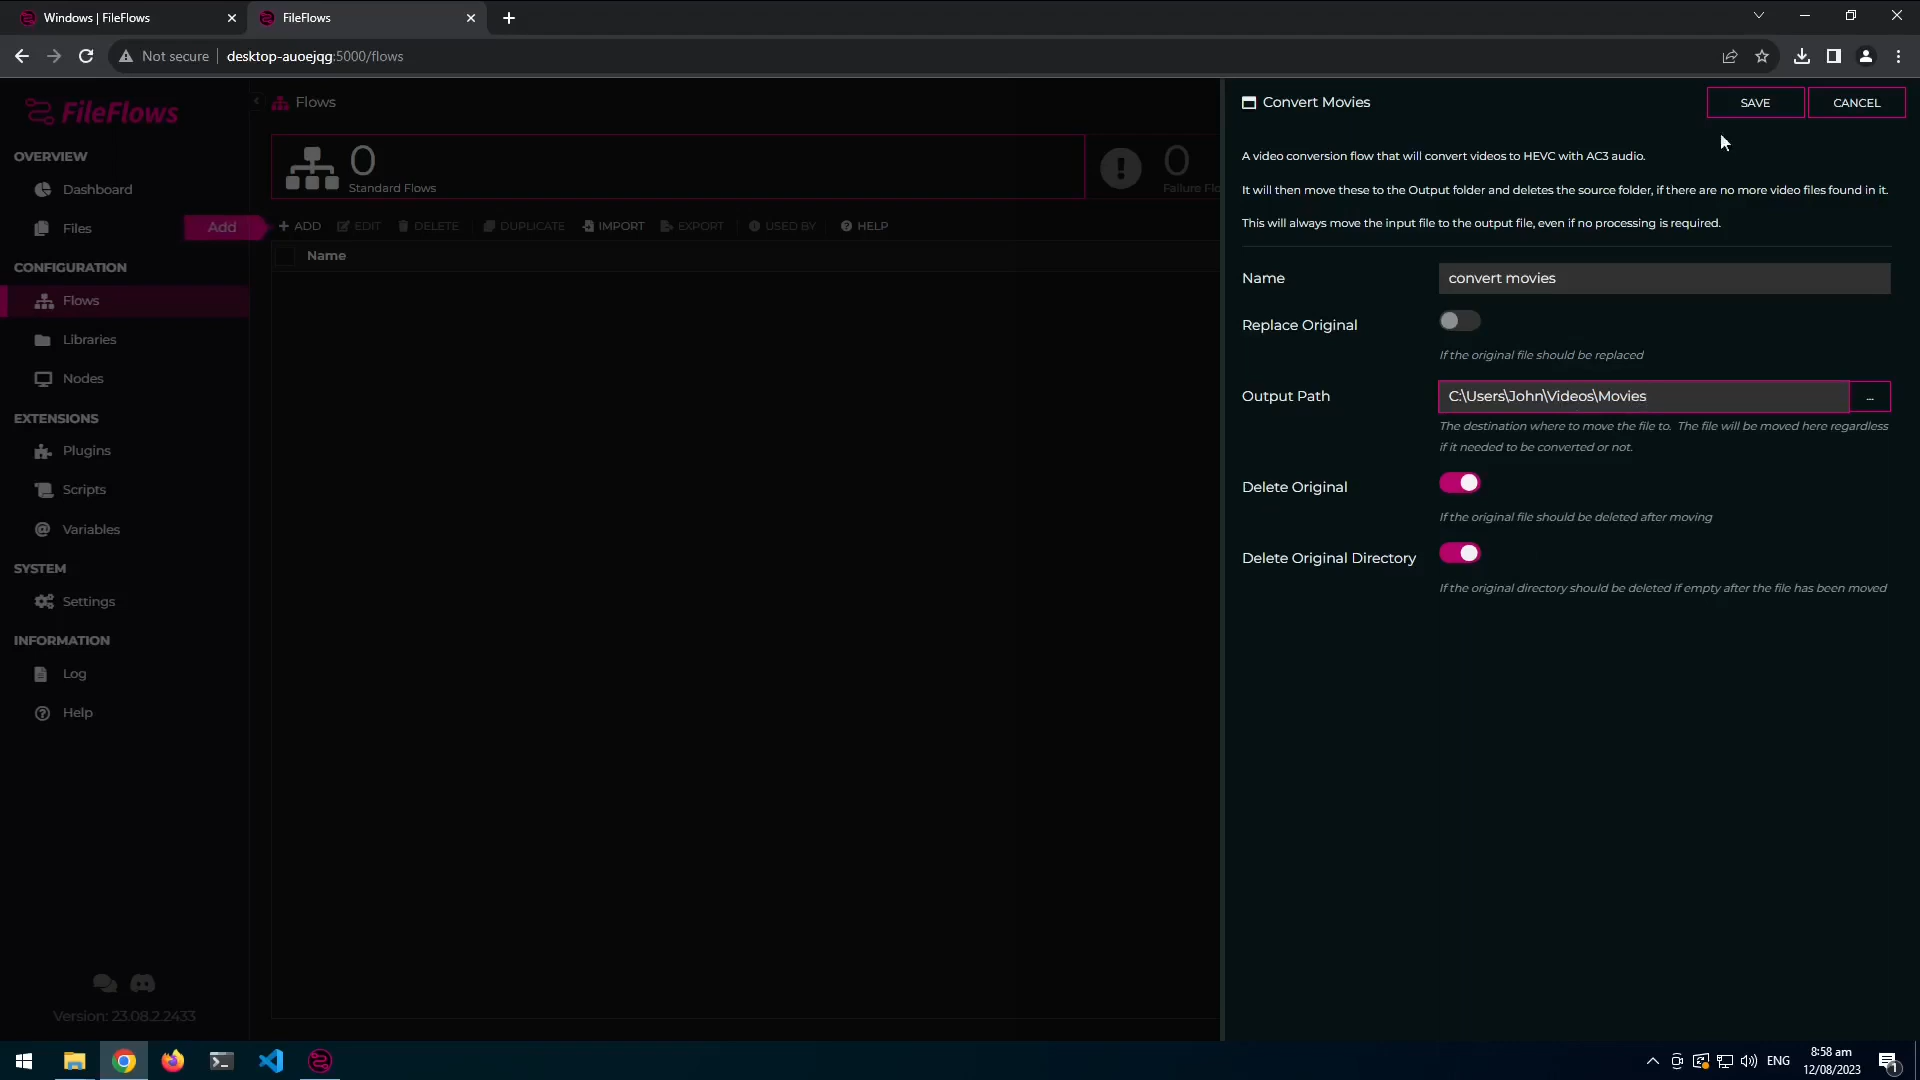 Windows | FileFlows
FileFlows
Not secure
desktop-auoejqg:5000/flows
FileFlows
OVERVIEW
Dashboard
Files
CONFIGURATION
Flows
Libraries
Nodes
EXTENSIONS
Plugins
Scripts
Variables
SYSTEM
Settings
INFORMATION
Log
Help
Version: 23.08.2.2433
Flows
0
Standard Flows
0
Failure Flo
Add
ADD
EDIT
DELETE
DUPLICATE
IMPORT
EXPORT
USED BY
HELP
Name
Convert Movies
SAVE
CANCEL
A video conversion flow that will convert videos to HEVC with AC3 audio.
It will then move these to the Output folder and deletes the source folder, if there are no more video files found in it.
This will always move the input file to the output file, even if no processing is required.
Name
convert movies
Replace Original
If the original file should be replaced
Output Path
C:\Users\John\Videos\Movies
...
The destination where to move the file to.  The file will be moved here regardless
if it needed to be converted or not.
Delete Original
If the original file should be deleted after moving
Delete Original Directory
If the original directory should be deleted if empty after the file has been moved
ENG
8:58 am
12/08/2023
1